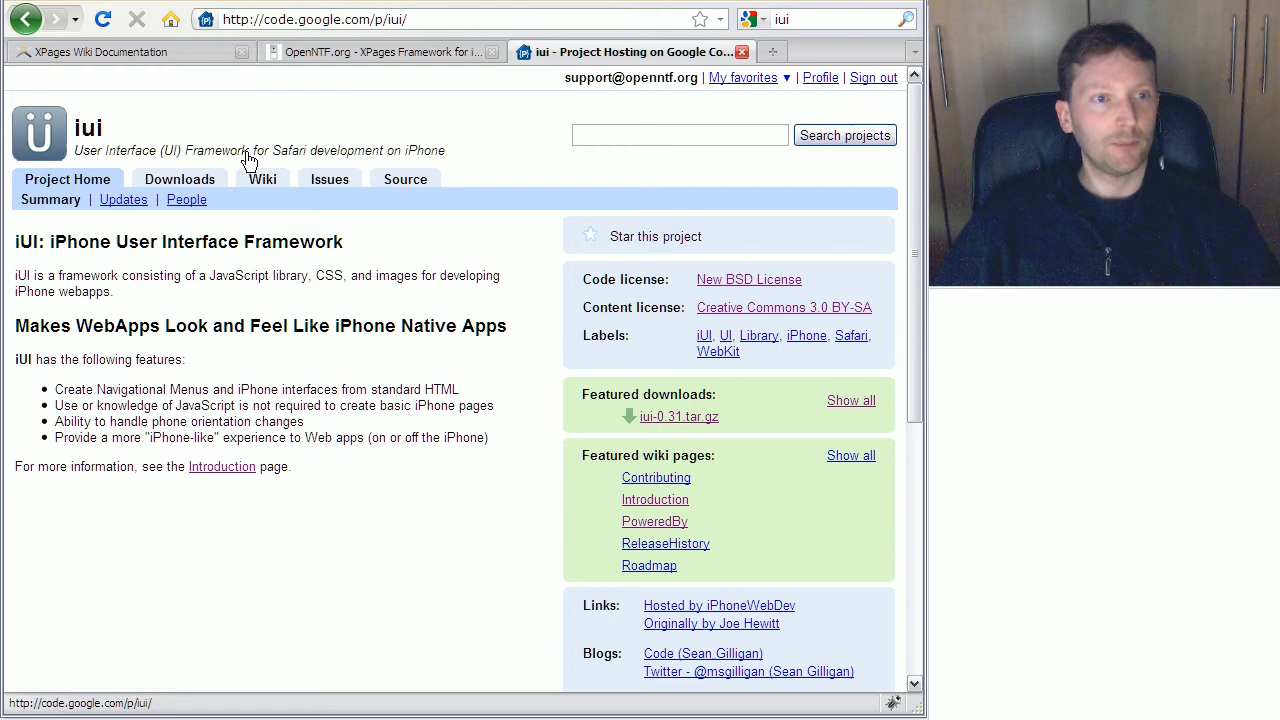 http://code.google.com/p/iui/
iui
XPages Wiki Documentation
OpenNTF.org - XPages Framework for i...
iui - Project Hosting on Google Co...
support@openntf.org | My favorites ▼ | Profile | Sign out
Ü
iui
User Interface (UI) Framework for Safari development on iPhone
Search projects
Project Home
Downloads
Wiki
Issues
Source
Summary | Updates | People
iUI: iPhone User Interface Framework
iUI is a framework consisting of a JavaScript library, CSS, and images for developing
iPhone webapps.
Makes WebApps Look and Feel Like iPhone Native Apps
iUI has the following features:
• Create Navigational Menus and iPhone interfaces from standard HTML
• Use or knowledge of JavaScript is not required to create basic iPhone pages
• Ability to handle phone orientation changes
• Provide a more "iPhone-like" experience to Web apps (on or off the iPhone)
For more information, see the Introduction page.
Star this project
Code license: New BSD License
Content license: Creative Commons 3.0 BY-SA
Labels: iUI, UI, Library, iPhone, Safari,
WebKit
Featured downloads: Show all
iui-0.31.tar.gz
Featured wiki pages: Show all
Contributing
Introduction
PoweredBy
ReleaseHistory
Roadmap
Links: Hosted by iPhoneWebDev
Originally by Joe Hewitt
Blogs: Code (Sean Gilligan)
Twitter - @msgilligan (Sean Gilligan)
http://code.google.com/p/iui/